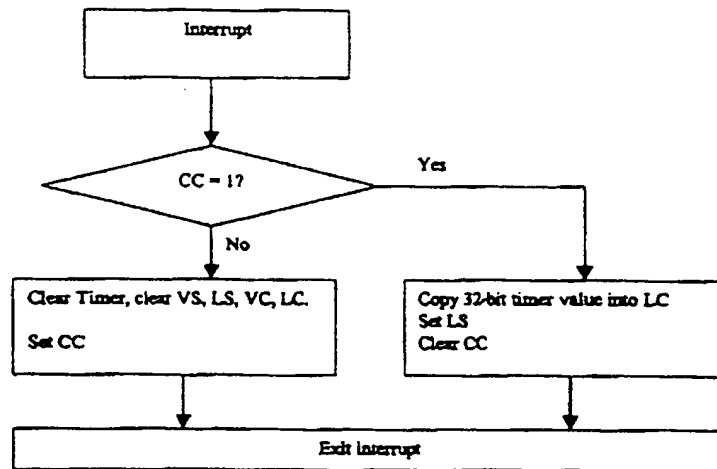 Interrupt
CC = 1?
Yes
No
Clear Timer, clear VS, LS, VC, LC.
Set CC
Copy 32-bit timer value into LC
Set LS
Clear CC
Exit interrupt